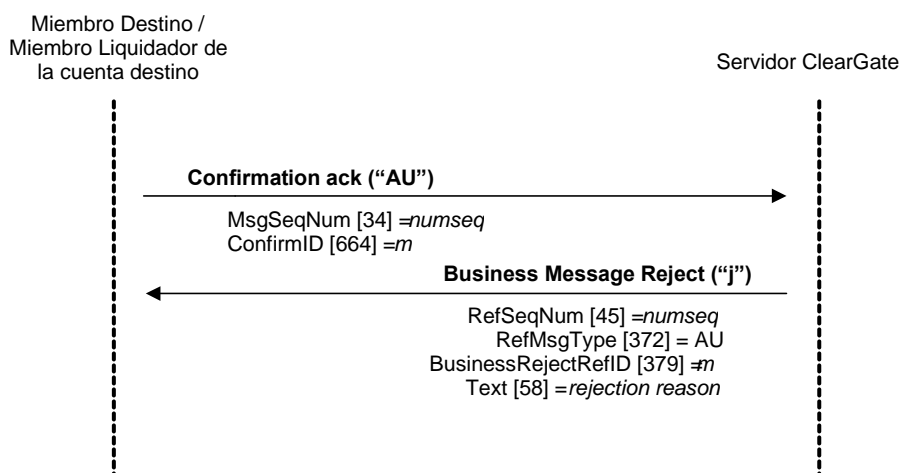 Miembro Destino /
Miembro Liquidador de
la cuenta destino
Servidor ClearGate
Confirmation ack (“AU”)
MsgSeqNum [34] =numseq
ConfirmID [664] =m
Business Message Reject (“j”)
RefSeqNum [45] =numseq
RefMsgType [372] = AU
BusinessRejectRefID [379] =m
Text [58] =rejection reason